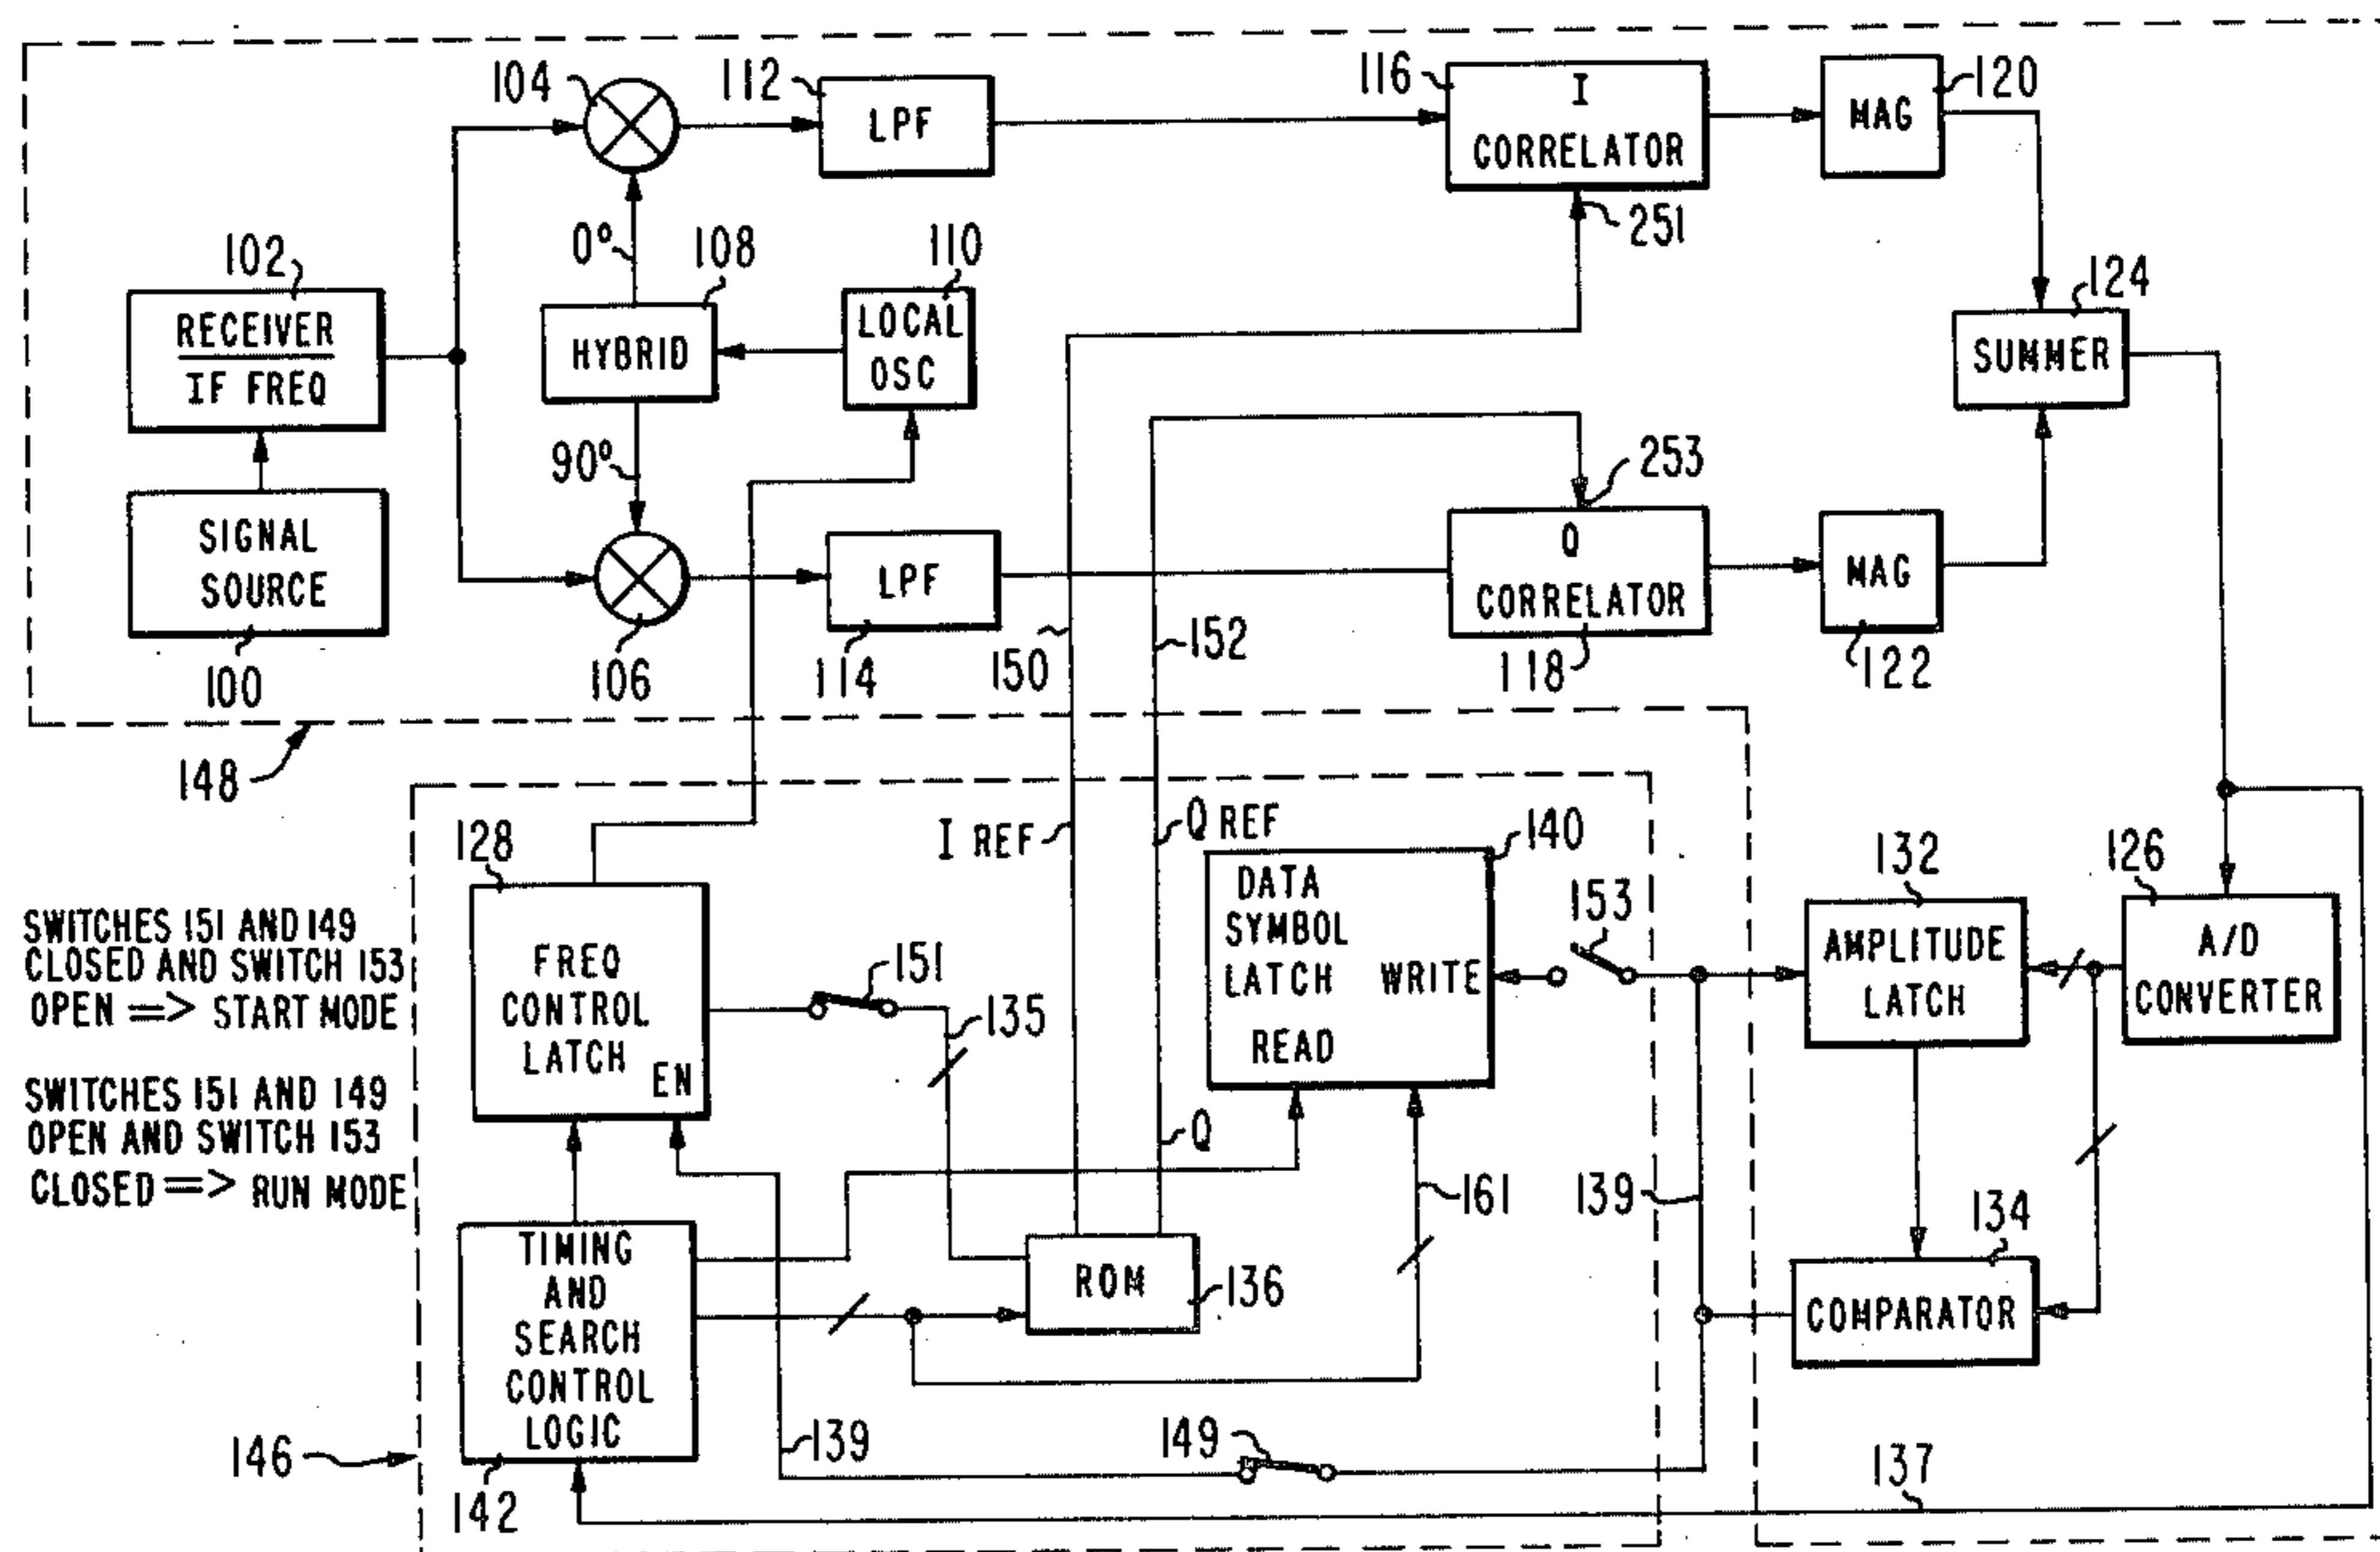 104
112
LPF
116
I
CORRELATOR
MAG
120
251
0°
108
110
102
RECEIVER
IF FREQ
HYBRID
LOCAL
OSC
124
SUMMER
90°
253
SIGNAL
SOURCE
100
106
LPF
114
150
152
Q
CORRELATOR
118
MAG
122
148
128
I REF
Q REF
140
132
126
SWITCHES 151 AND 149
CLOSED AND SWITCH 153
OPEN => START MODE
FREQ
CONTROL
LATCH
EN
151
135
DATA
SYMBOL
LATCH
WRITE
READ
153
AMPLITUDE
LATCH
A/D
CONVERTER
SWITCHES 151 AND 149
OPEN AND SWITCH 153
CLOSED => RUN MODE
Q
161
139
134
TIMING
AND
SEARCH
CONTROL
LOGIC
ROM
136
COMPARATOR
146
142
139
149
137